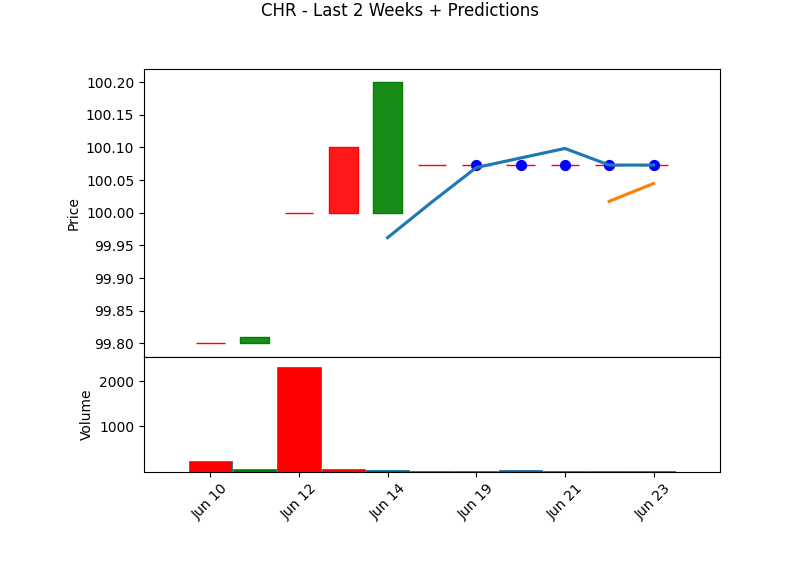 CHR - Last 2 Weeks + Predictions
100.20
100.15
100.10
100.05
100.00
99.95
99.90
99.85
99.80
Price
2000
1000
Volume
Jun 10
Jun 12
Jun 14
Jun 19
Jun 21
Jun 23